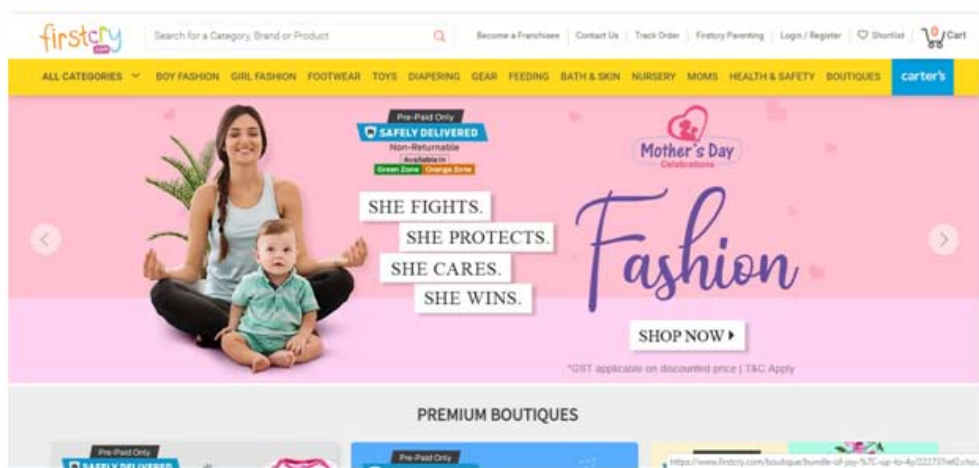 firstcry
.com
Search for a Category, Brand or Product
Become a Franchisee
Contact Us
Track Order
Firstcry Parenting
Login / Register
Shortlist
0
Cart
ALL CATEGORIES
BOY FASHION
GIRL FASHION
FOOTWEAR
TOYS
DIAPERING
GEAR
FEEDING
BATH & SKIN
NURSERY
MOMS
HEALTH & SAFETY
BOUTIQUES
carter's
Pre-Paid Only
SAFELY DELIVERED
Non-Returnable
Available in
Green Zone Orange Zone
SHE FIGHTS.
SHE PROTECTS.
SHE CARES.
SHE WINS.
Mother's Day
Celebrations
Fashion
SHOP NOW
*GST applicable on discounted price | T&C Apply
PREMIUM BOUTIQUES
Pre-Paid Only
SAFELY DELIVERED
Pre-Paid Only